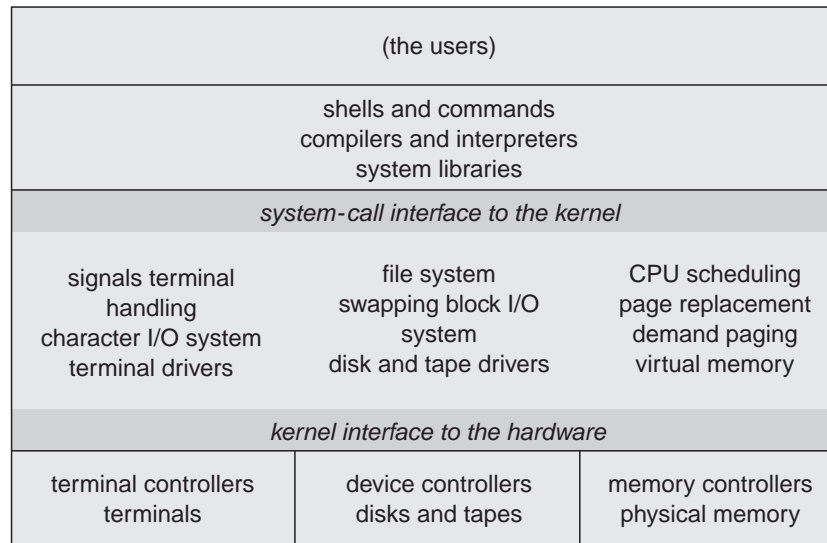 (the users)
shells and commands
compilers and interpreters
system libraries
system-call interface to the kernel
signals terminal
handling
character I/O system
terminal drivers
file system
swapping block I/O
system
disk and tape drivers
CPU scheduling
page replacement
demand paging
virtual memory
kernel interface to the hardware
terminal controllers
terminals
device controllers
disks and tapes
memory controllers
physical memory